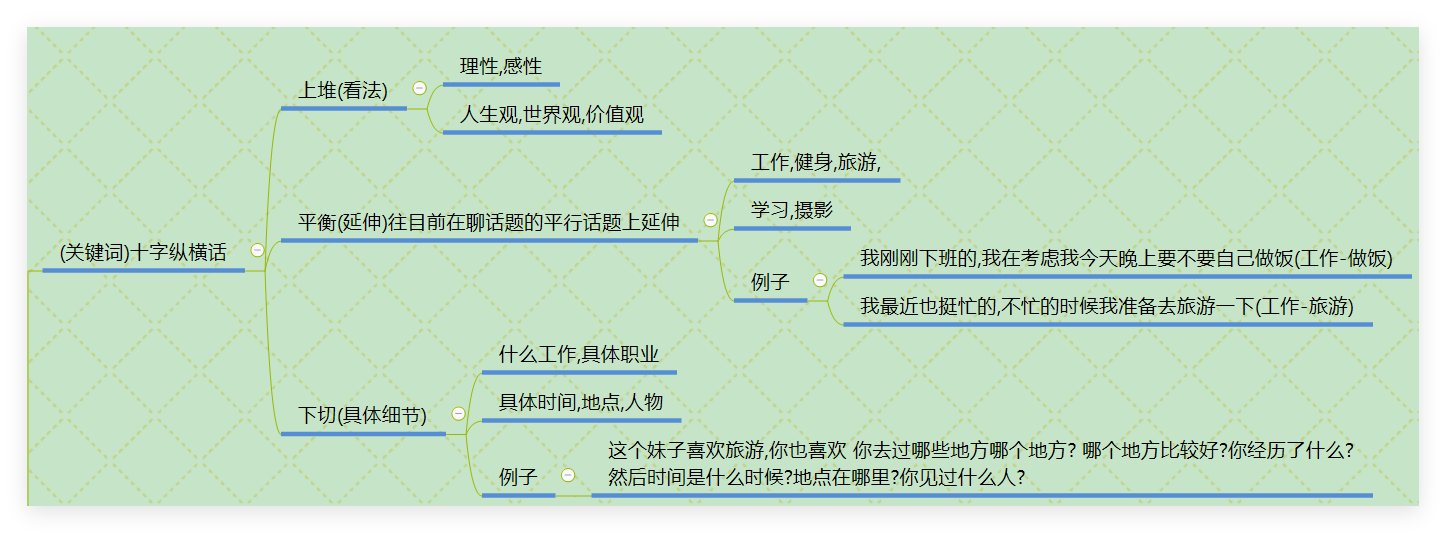 理性,感性
上堆(看法)
人生观,世界观,价值观
工作,健身,旅游,
学习,摄影
平衡(延伸)往目前在聊话题的平行话题上延伸
(关键词)十字纵横话
我刚刚下班的,我在考虑我今天晚上要不要自己做饭(工作-做饭)
例子
我最近也挺忙的,不忙的时候我准备去旅游一下(工作-旅游)
什么工作,具体职业
具体时间,地点,人物
下切(具体细节)
这个妹子喜欢旅游,你也喜欢 你去过哪些地方哪个地方? 哪个地方比较好?你经历了什么?
然后时间是什么时候?地点在哪里?你见过什么人?
例子